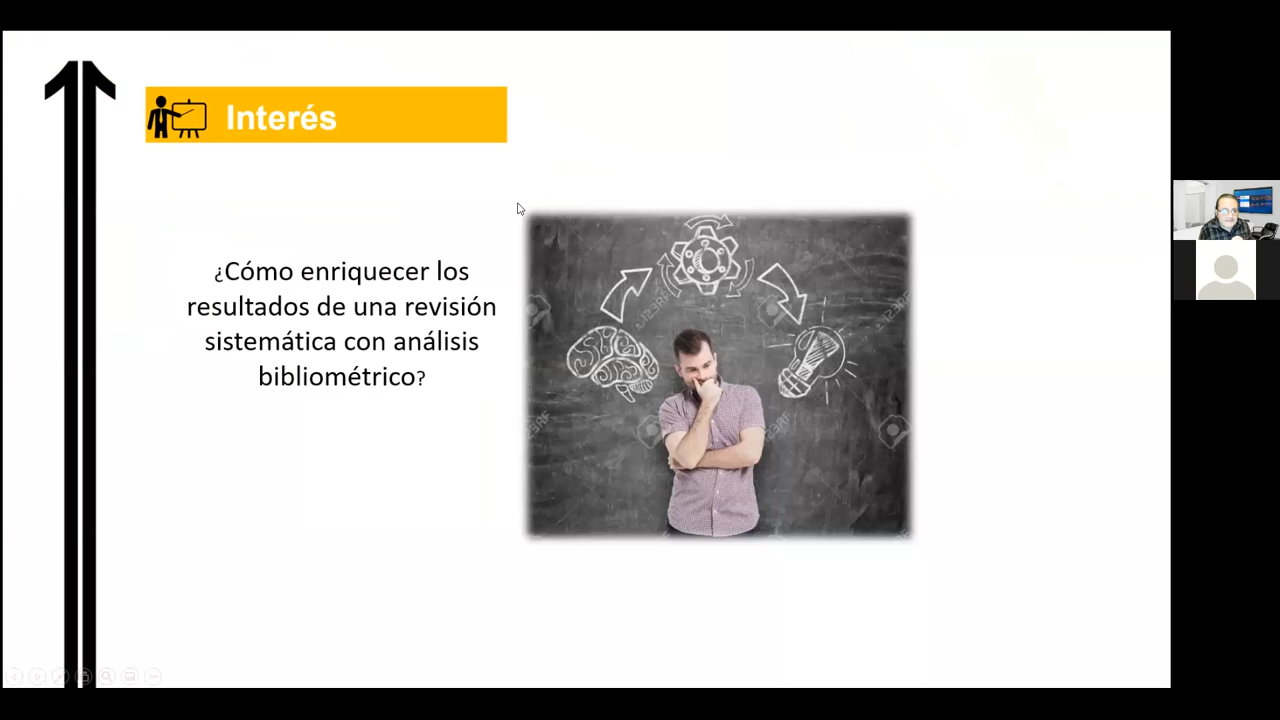 Interés
¿Cómo enriquecer los
resultados de una revisión
sistemática con análisis
bibliométrico?